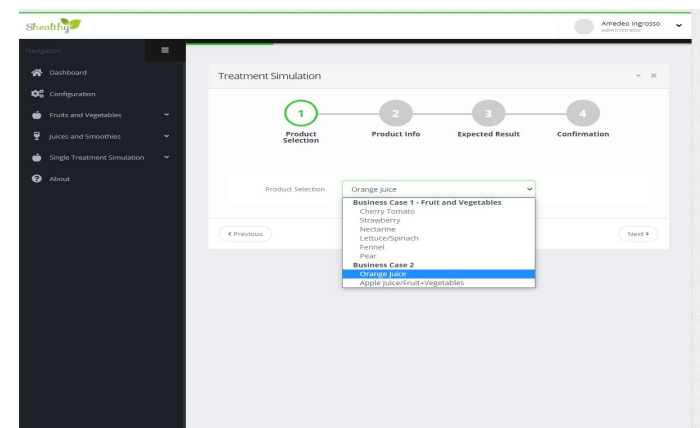 Shealthy
Amedeo Ingrosso
administrator
Navigation
Dashboard
Configuration
Fruits and Vegetables
Juices and Smoothies
Single Treatment Simulation
About
Treatment Simulation
1
2
3
4
Product
Selection
Product Info
Expected Result
Confirmation
Product Selection
Orange Juice
Business Case 1 - Fruit and Vegetables
Cherry Tomato
Strawberry
Nectarine
Lettuce/Spinach
Fennel
Pear
Business Case 2
Orange Juice
Apple Juice/Fruit+Vegetables
Previous
Next